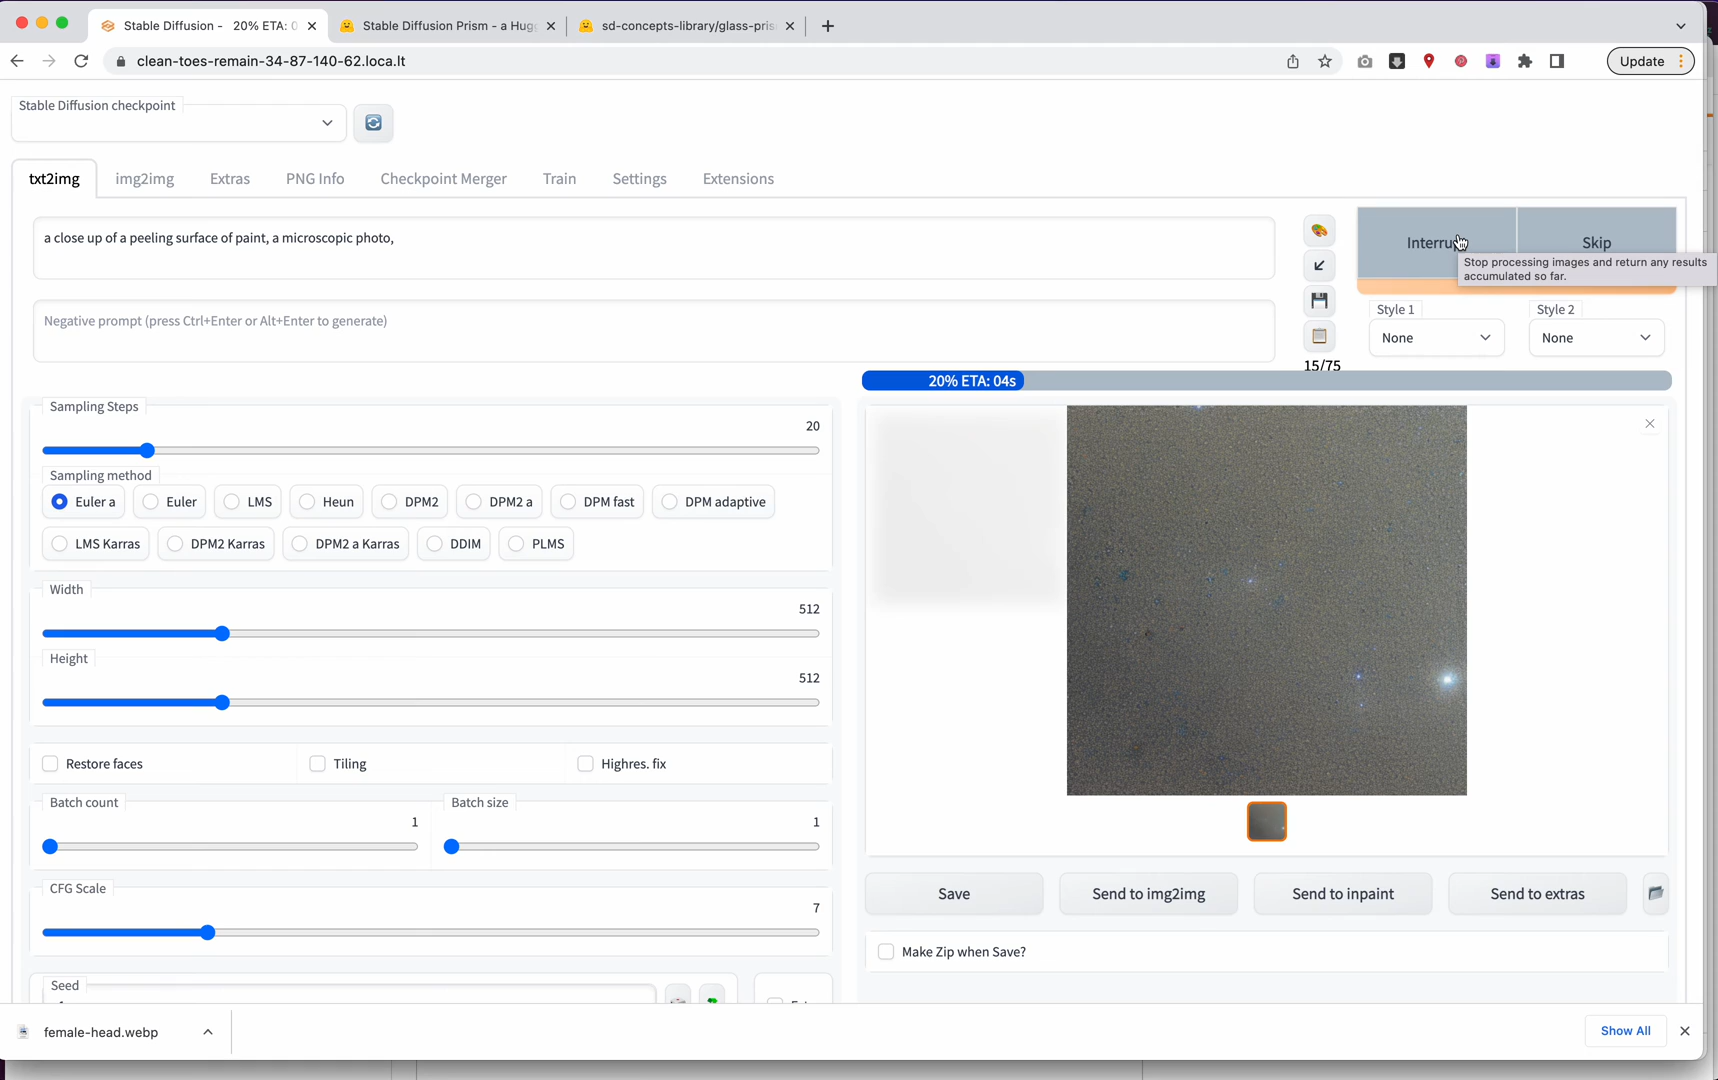 Stable Diffusion - 20% ETA: 0
Stable Diffusion Prism - a Hug
sd-concepts-library/glass-pris
clean-toes-remain-34-87-140-62.loca.lt
Update
Stable Diffusion checkpoint
txt2img
img2img
Extras
PNG Info
Checkpoint Merger
Train
Settings
Extensions
a close up of a peeling surface of paint, a microscopic photo,
Interrupt
Skip
Stop processing images and return any results
accumulated so far.
Negative prompt (press Ctrl+Enter or Alt+Enter to generate)
Style 1
Style 2
None
None
15/75
20% ETA: 04s
Sampling Steps
20
Sampling method
Euler a
Euler
LMS
Heun
DPM2
DPM2 a
DPM fast
DPM adaptive
LMS Karras
DPM2 Karras
DPM2 a Karras
DDIM
PLMS
Width
512
Height
512
Restore faces
Tiling
Highres. fix
Batch count
1
Batch size
1
CFG Scale
7
Save
Send to img2img
Send to inpaint
Send to extras
Make Zip when Save?
Seed
female-head.webp
Show All